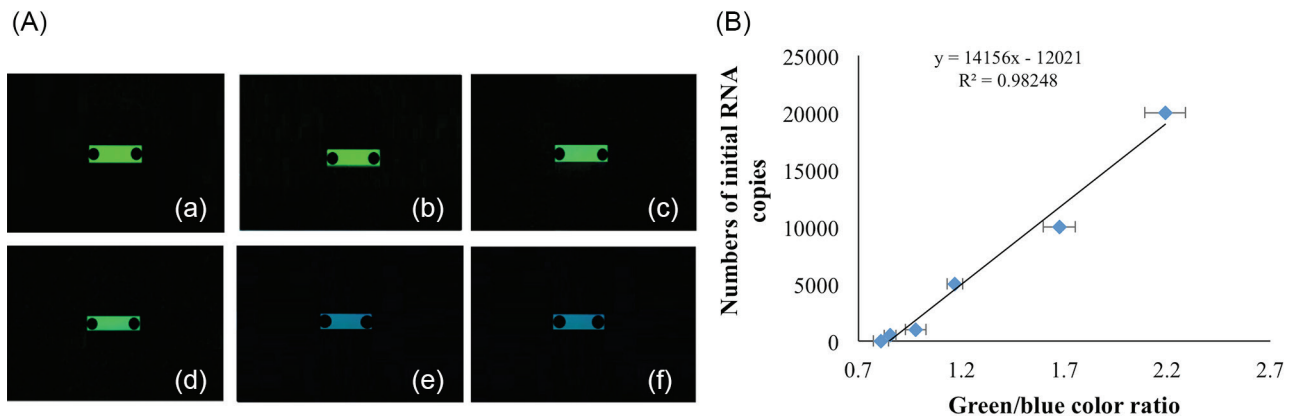 (A)
(a)
(b)
(c)
(d)
(e)
(f)
(B)
y = 14156x - 12021
R² = 0.98248
Numbers of initial RNA
copies
25000
20000
15000
10000
5000
0
0.7 1.2 1.7 2.2 2.7
Green/blue color ratio